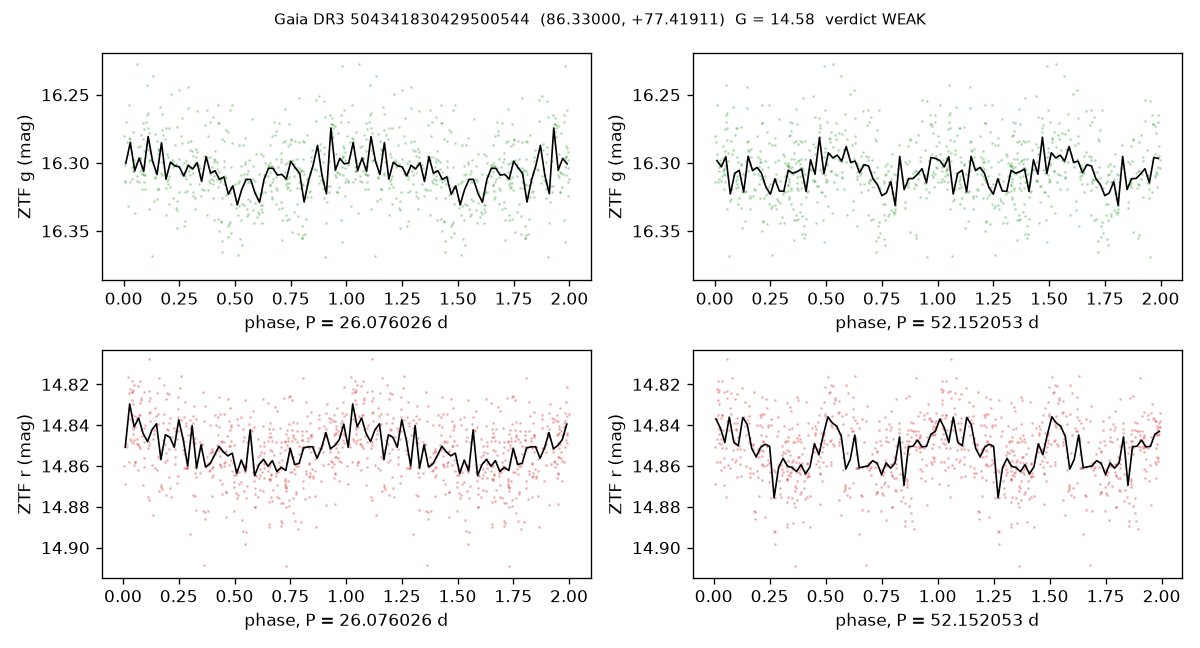 Gaia DR3 504341830429500544  (86.33000, +77.41911)  G = 14.58  verdict WEAK
ZTF g (mag)
16.25
16.30
16.35
0.00 0.25 0.50 0.75 1.00 1.25 1.50 1.75 2.00
phase, P = 26.076026 d
ZTF g (mag)
16.25
16.30
16.35
0.00 0.25 0.50 0.75 1.00 1.25 1.50 1.75 2.00
phase, P = 52.152053 d
ZTF r (mag)
14.82
14.84
14.86
14.88
14.90
0.00 0.25 0.50 0.75 1.00 1.25 1.50 1.75 2.00
phase, P = 26.076026 d
ZTF r (mag)
14.82
14.84
14.86
14.88
14.90
0.00 0.25 0.50 0.75 1.00 1.25 1.50 1.75 2.00
phase, P = 52.152053 d